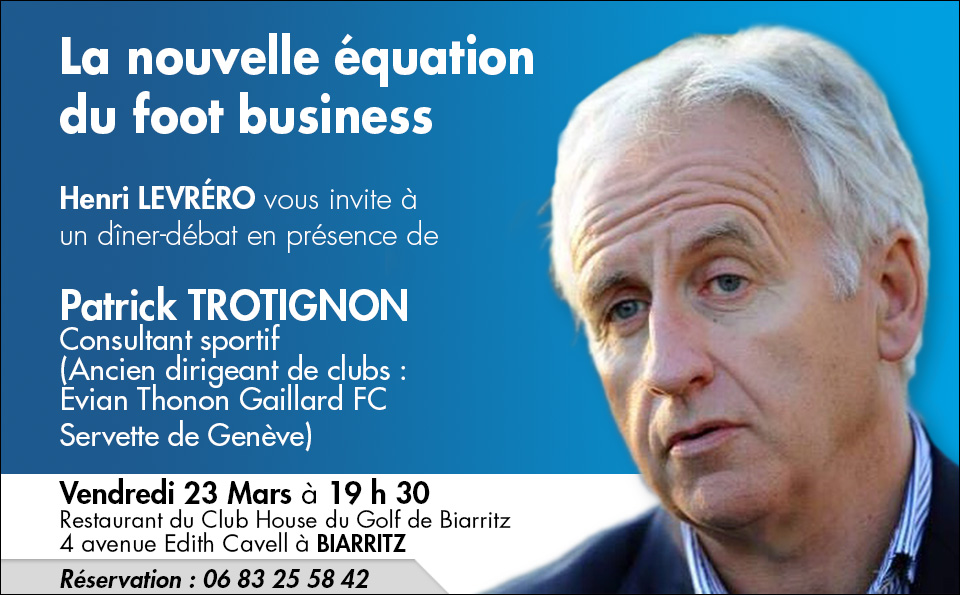 La nouvelle équation
du foot business
Henri LEVRÉRO vous invite à
un dîner-débat en présence de
Patrick TROTIGNON
Consultant sportif
(Ancien dirigeant de clubs :
Evian Thonon Gaillard FC
Servette de Genève)
Vendredi 23 Mars à 19 h 30
Restaurant du Club House du Golf de Biarritz
4 avenue Edith Cavell à BIARRITZ
Réservation : 06 83 25 58 42